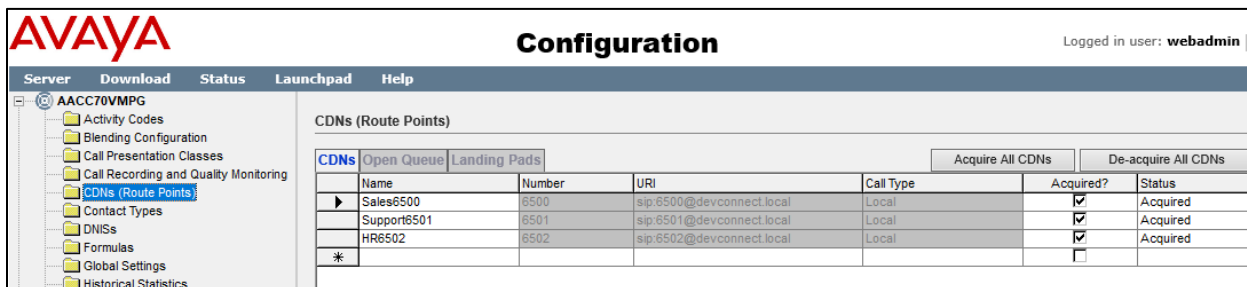 AVAYA
Configuration
Logged in user: webadmin
Server Download Status Launchpad Help
AACC70VMPG
Activity Codes
Blending Configuration
Call Presentation Classes
Call Recording and Quality Monitoring
CDNs (Route Points)
Contact Types
DNISs
Formulas
Global Settings
Historical Statistics
CDNs (Route Points)
CDNs Open Queue Landing Pads Acquire All CDNs De-acquire All CDNs
Name Number URI Call Type Acquired? Status
Sales6500 6500 sip:6500@devconnect.local Local Acquired
Support6501 6501 sip:6501@devconnect.local Local Acquired
HR6502 6502 sip:6502@devconnect.local Local Acquired